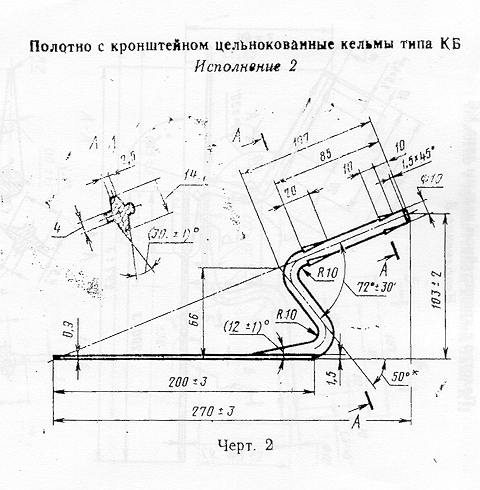 Полотно с кронштейном цельнокованные кельмы типа КБ
Исполнение 2
А
А
107
85
10
10
1,5×45°
20
ф10
2,5
14
4
(30 ±1)°
А
R10
72°±30'
103±2
66
R10
(12 ±1)°
0,9
200±3
1,5
50°*
270±3
А
Черт. 2